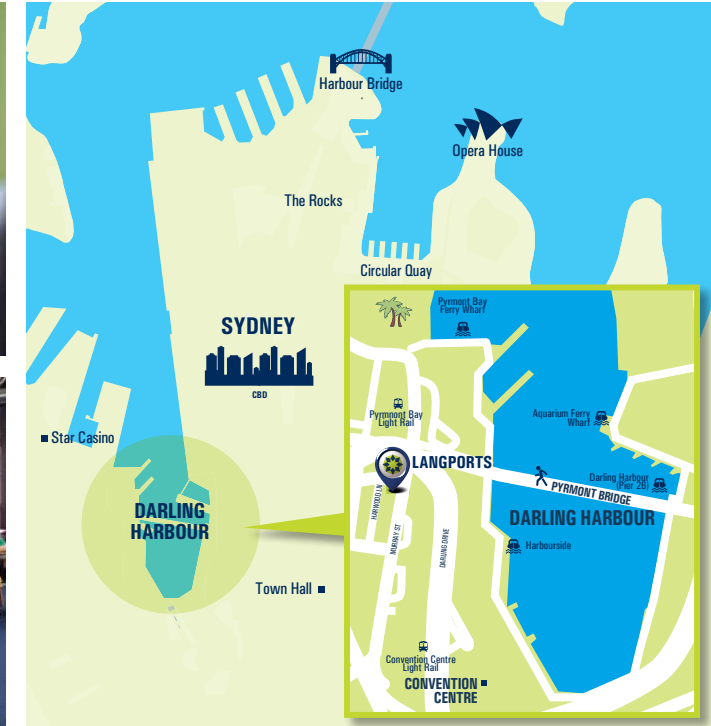 Harbour Bridge
Opera House
The Rocks
Circular Quay
SYDNEY
CBD
Star Casino
DARLING
HARBOUR
Town Hall
Pyrmont Bay
Ferry Wharf
Pyrmnont Bay
Light Rail
Aquarium Ferry
Wharf
LANGPORTS
Darling Harbour
(Pier 26)
PYRMONT BRIDGE
DARLING HARBOUR
HARWOOD LN
MURRAY ST
DARLING DRIVE
Harbourside
Convention Centre
Light Rail
CONVENTION
CENTRE